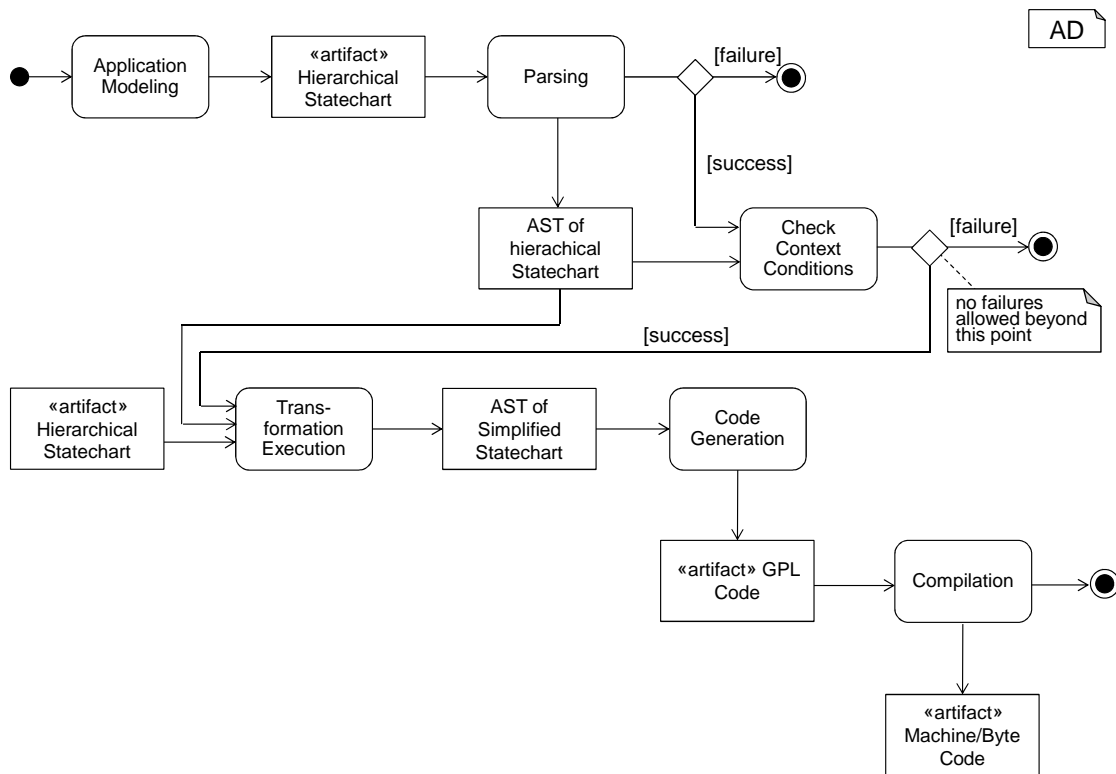 AD
Application
Modeling
«artifact»
Hierarchical
Statechart
Parsing
[failure]
[success]
AST of
hierachical
Statechart
Check
Context
Conditions
[failure]
no failures
allowed beyond
this point
[success]
«artifact»
Hierarchical
Statechart
Trans-
formation
Execution
AST of
Simplified
Statechart
Code
Generation
«artifact» GPL
Code
Compilation
«artifact»
Machine/Byte
Code